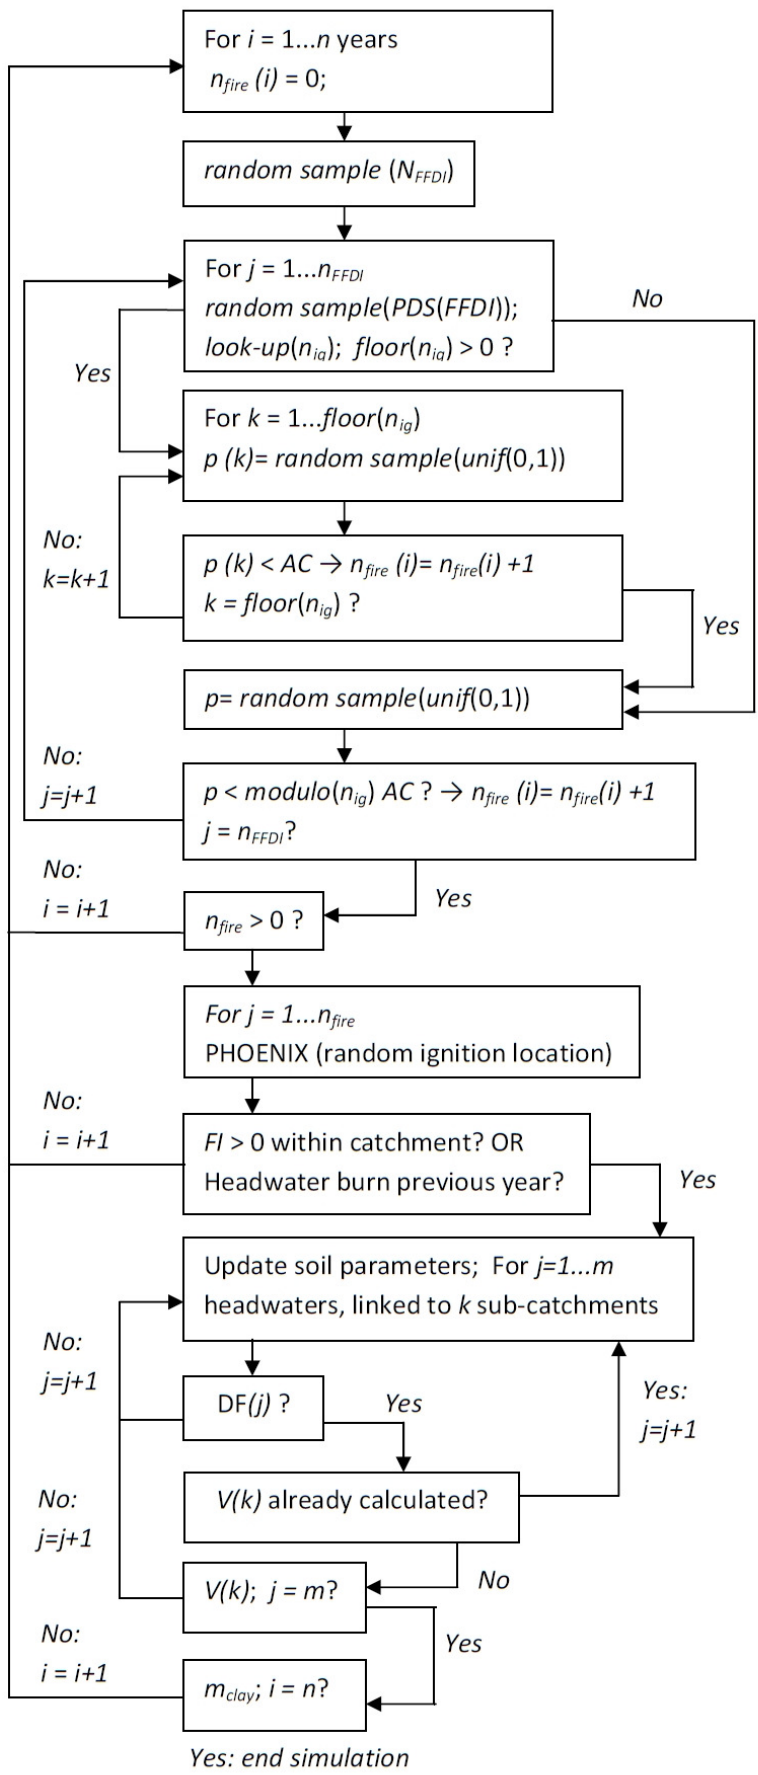 For i = 1...n years
nfire (i) = 0;
random sample (NFFDI)
For j = 1...nFFDI
random sample(PDS(FFDI));
look-up(nig); floor(nig) > 0 ?
No
Yes
For k = 1...floor(nig)
p (k)= random sample(unif(0,1))
No:
k=k+1
p (k) < AC → nfire (i)= nfire(i) +1
k = floor(nig) ?
Yes
p= random sample(unif(0,1))
No:
j=j+1
p < modulo(nig) AC ? → nfire (i)= nfire(i) +1
j = nFFDI?
No:
i = i+1
Yes
nfire > 0 ?
For j = 1...nfire
PHOENIX (random ignition location)
No:
i = i+1
FI > 0 within catchment? OR
Headwater burn previous year?
Yes
Update soil parameters; For j=1...m
headwaters, linked to k sub-catchments
No:
j=j+1
DF(j) ?
Yes
Yes:
j=j+1
V(k) already calculated?
No:
j=j+1
No
V(k); j = m?
Yes
No:
i = i+1
mclay; i = n?
Yes: end simulation